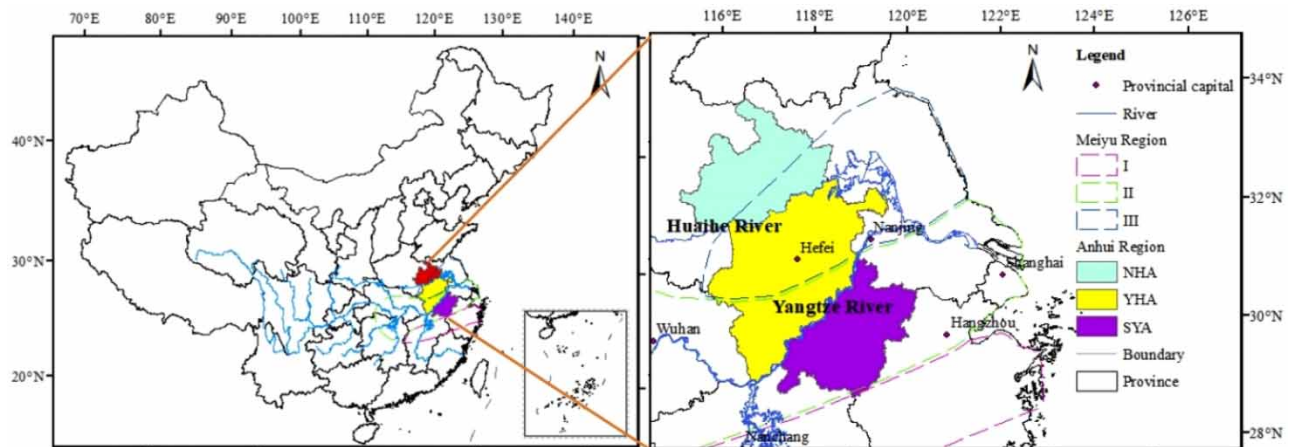 70°E 80°E 90°E 100°E 110°E 120°E 130°E 140°E
40°N
30°N
20°N
N
116°E 118°E 120°E 122°E 124°E 126°E
34°N
32°N
30°N
28°N
N
Huaihe River
Hefei
Nanjing
Shanghai
Yangtze River
Hangzhou
Wuhan
Nanchang
Legend
Provincial capital
River
Meiyu Region
I
II
III
Anhui Region
NHA
YHA
SYA
Boundary
Province